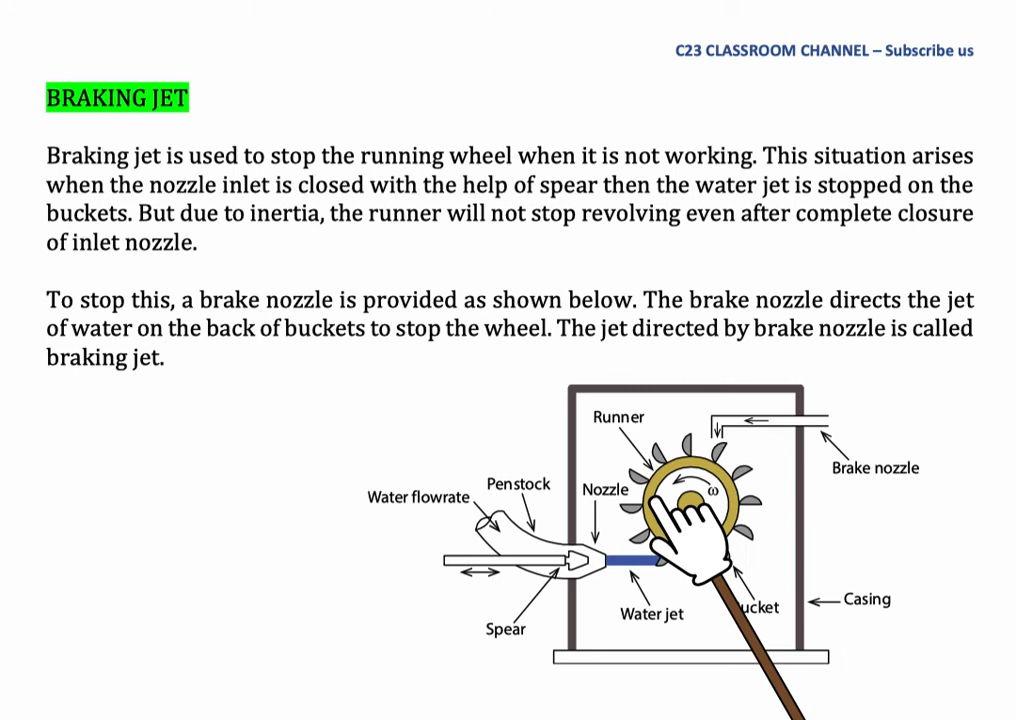 C23 CLASSROOM CHANNEL – Subscribe us
BRAKING JET
Braking jet is used to stop the running wheel when it is not working. This situation arises
when the nozzle inlet is closed with the help of spear then the water jet is stopped on the
buckets. But due to inertia, the runner will not stop revolving even after complete closure
of inlet nozzle.
To stop this, a brake nozzle is provided as shown below. The brake nozzle directs the jet
of water on the back of buckets to stop the wheel. The jet directed by brake nozzle is called
braking jet.
Runner
Brake nozzle
Penstock
Nozzle
ω
Water flowrate
Casing
ucket
Water jet
Spear